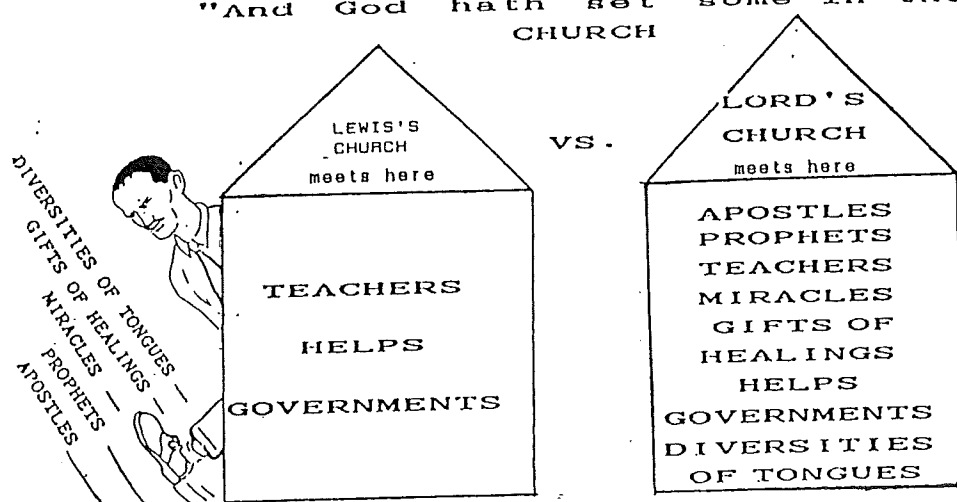 "And God hath set some in the
CHURCH
LEWIS'S
CHURCH
meets here
VS.
LORD'S
CHURCH
meets here
DIVERSITIES OF TONGUES
GIFTS OF HEALINGS
MIRACLES
PROPHETS
APOSTLES
TEACHERS
HELPS
GOVERNMENTS
APOSTLES
PROPHETS
TEACHERS
MIRACLES
GIFTS OF
HEALINGS
HELPS
GOVERNMENTS
DIVERSITIES
OF TONGUES